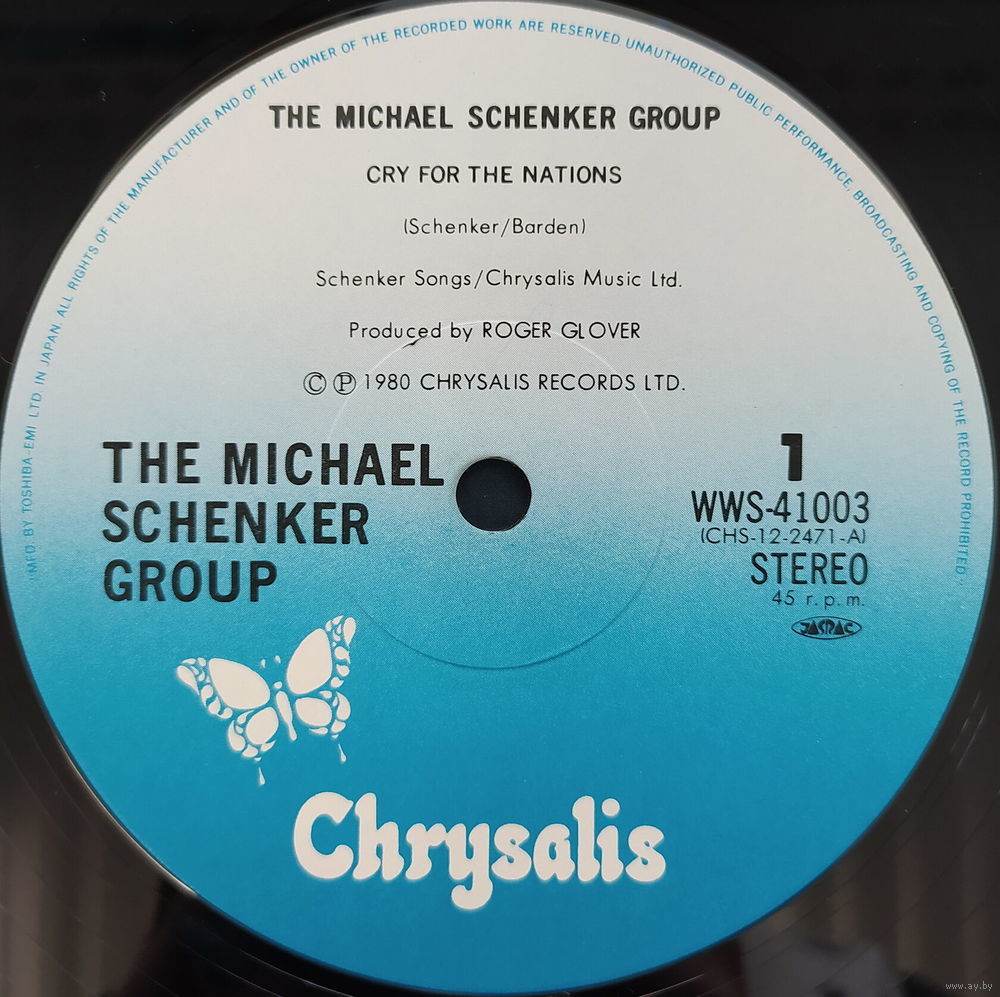 MFD. BY TOSHIBA-EMI LTD. IN JAPAN. ALL RIGHTS OF THE MANUFACTURER AND OF THE OWNER OF THE RECORDED WORK ARE RESERVED UNAUTHORIZED PUBLIC PERFORMANCE, BROADCASTING AND COPYING OF THE RECORD PROHIBITED
THE MICHAEL SCHENKER GROUP
CRY FOR THE NATIONS
(Schenker/Barden)
Schenker Songs/Chrysalis Music Ltd.
Produced by ROGER GLOVER
Ⓒ Ⓟ 1980 CHRYSALIS RECORDS LTD.
THE MICHAEL
SCHENKER
GROUP
1
WWS-41003
(CHS-12-2471-A)
STEREO
45 r.p.m.
JASRAC
Chrysalis
www.ay.by